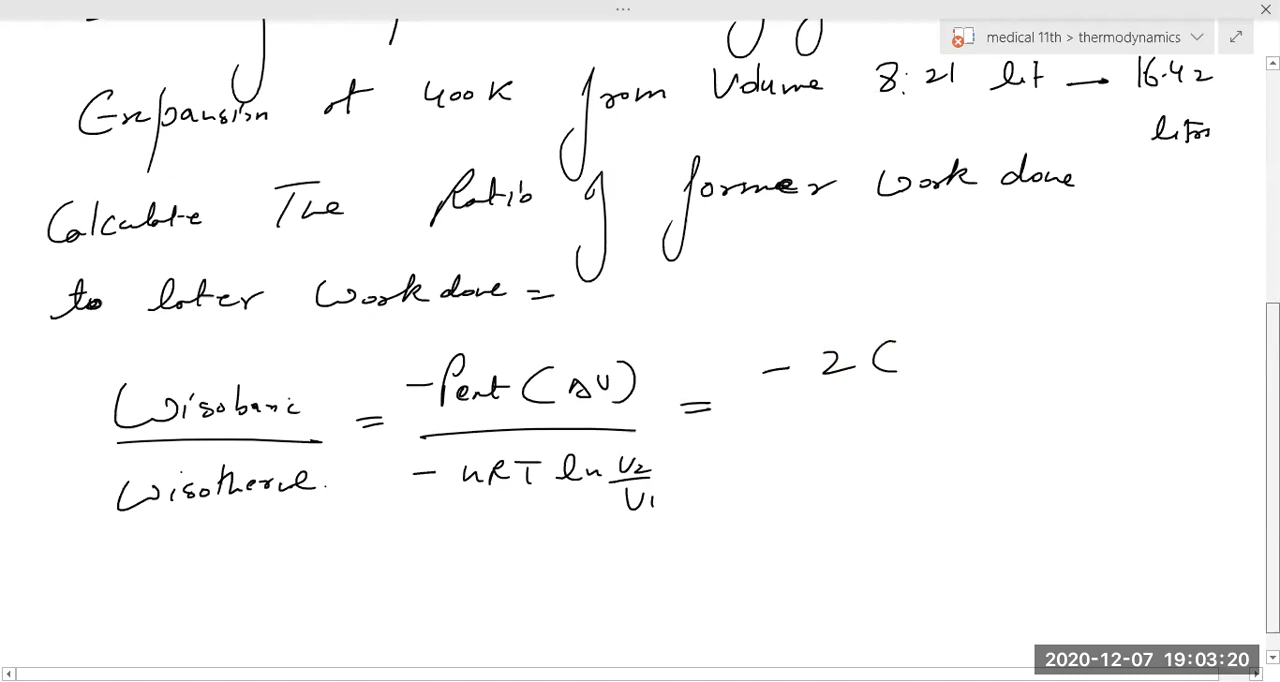 medical 11th > thermodynamics
Expansion at 400K from Volume 8.21 lit → 16.42
litrs
Calculate The Ratio of former work done
to later work done =
Wisobaric / Wisothermal = -Pext (ΔV) / - nRT ln V2/V1 = - 2 (
2020-12-07 19:03:20